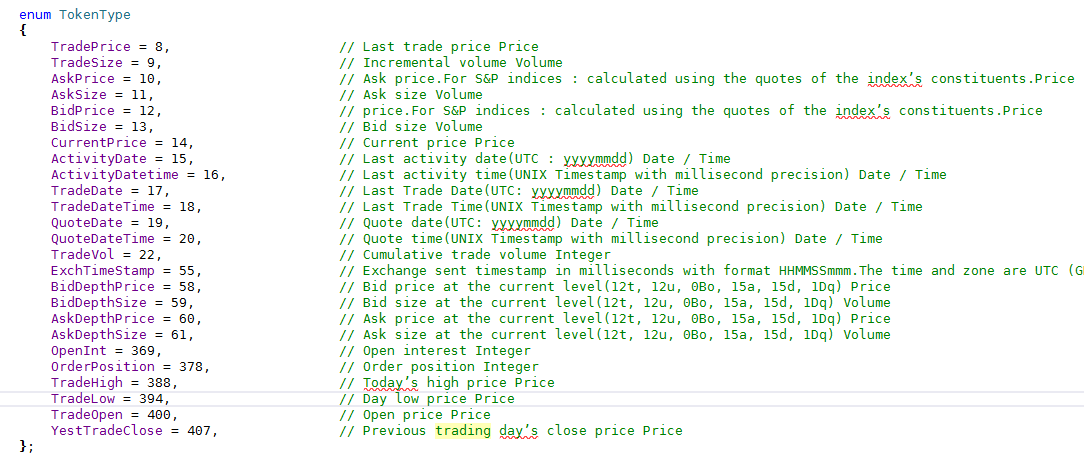 enum TokenType
{
TradePrice = 8, // Last trade price Price
TradeSize = 9, // Incremental volume Volume
AskPrice = 10, // Ask price.For S&P indices : calculated using the quotes of the index’s constituents.Price
AskSize = 11, // Ask size Volume
BidPrice = 12, // price.For S&P indices : calculated using the quotes of the index’s constituents.Price
BidSize = 13, // Bid size Volume
CurrentPrice = 14, // Current price Price
ActivityDate = 15, // Last activity date(UTC : yyyymmdd) Date / Time
ActivityDatetime = 16, // Last activity time(UNIX Timestamp with millisecond precision) Date / Time
TradeDate = 17, // Last Trade Date(UTC: yyyymmdd) Date / Time
TradeDateTime = 18, // Last Trade Time(UNIX Timestamp with millisecond precision) Date / Time
QuoteDate = 19, // Quote date(UTC: yyyymmdd) Date / Time
QuoteDateTime = 20, // Quote time(UNIX Timestamp with millisecond precision) Date / Time
TradeVol = 22, // Cumulative trade volume Integer
ExchTimeStamp = 55, // Exchange sent timestamp in milliseconds with format HHMMSSmmm.The time and zone are UTC (G
BidDepthPrice = 58, // Bid price at the current level(12t, 12u, 0Bo, 15a, 15d, 1Dq) Price
BidDepthSize = 59, // Bid size at the current level(12t, 12u, 0Bo, 15a, 15d, 1Dq) Volume
AskDepthPrice = 60, // Ask price at the current level(12t, 12u, 0Bo, 15a, 15d, 1Dq) Price
AskDepthSize = 61, // Ask size at the current level(12t, 12u, 0Bo, 15a, 15d, 1Dq) Volume
OpenInt = 369, // Open interest Integer
OrderPosition = 378, // Order position Integer
TradeHigh = 388, // Today’s high price Price
TradeLow = 394, // Day low price Price
TradeOpen = 400, // Open price Price
YestTradeClose = 407, // Previous trading day’s close price Price
};